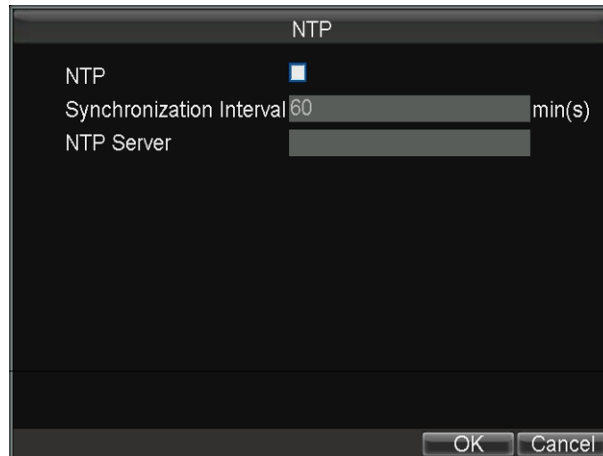 NTP
NTP
Synchronization Interval 60 min(s)
NTP Server
OK Cancel